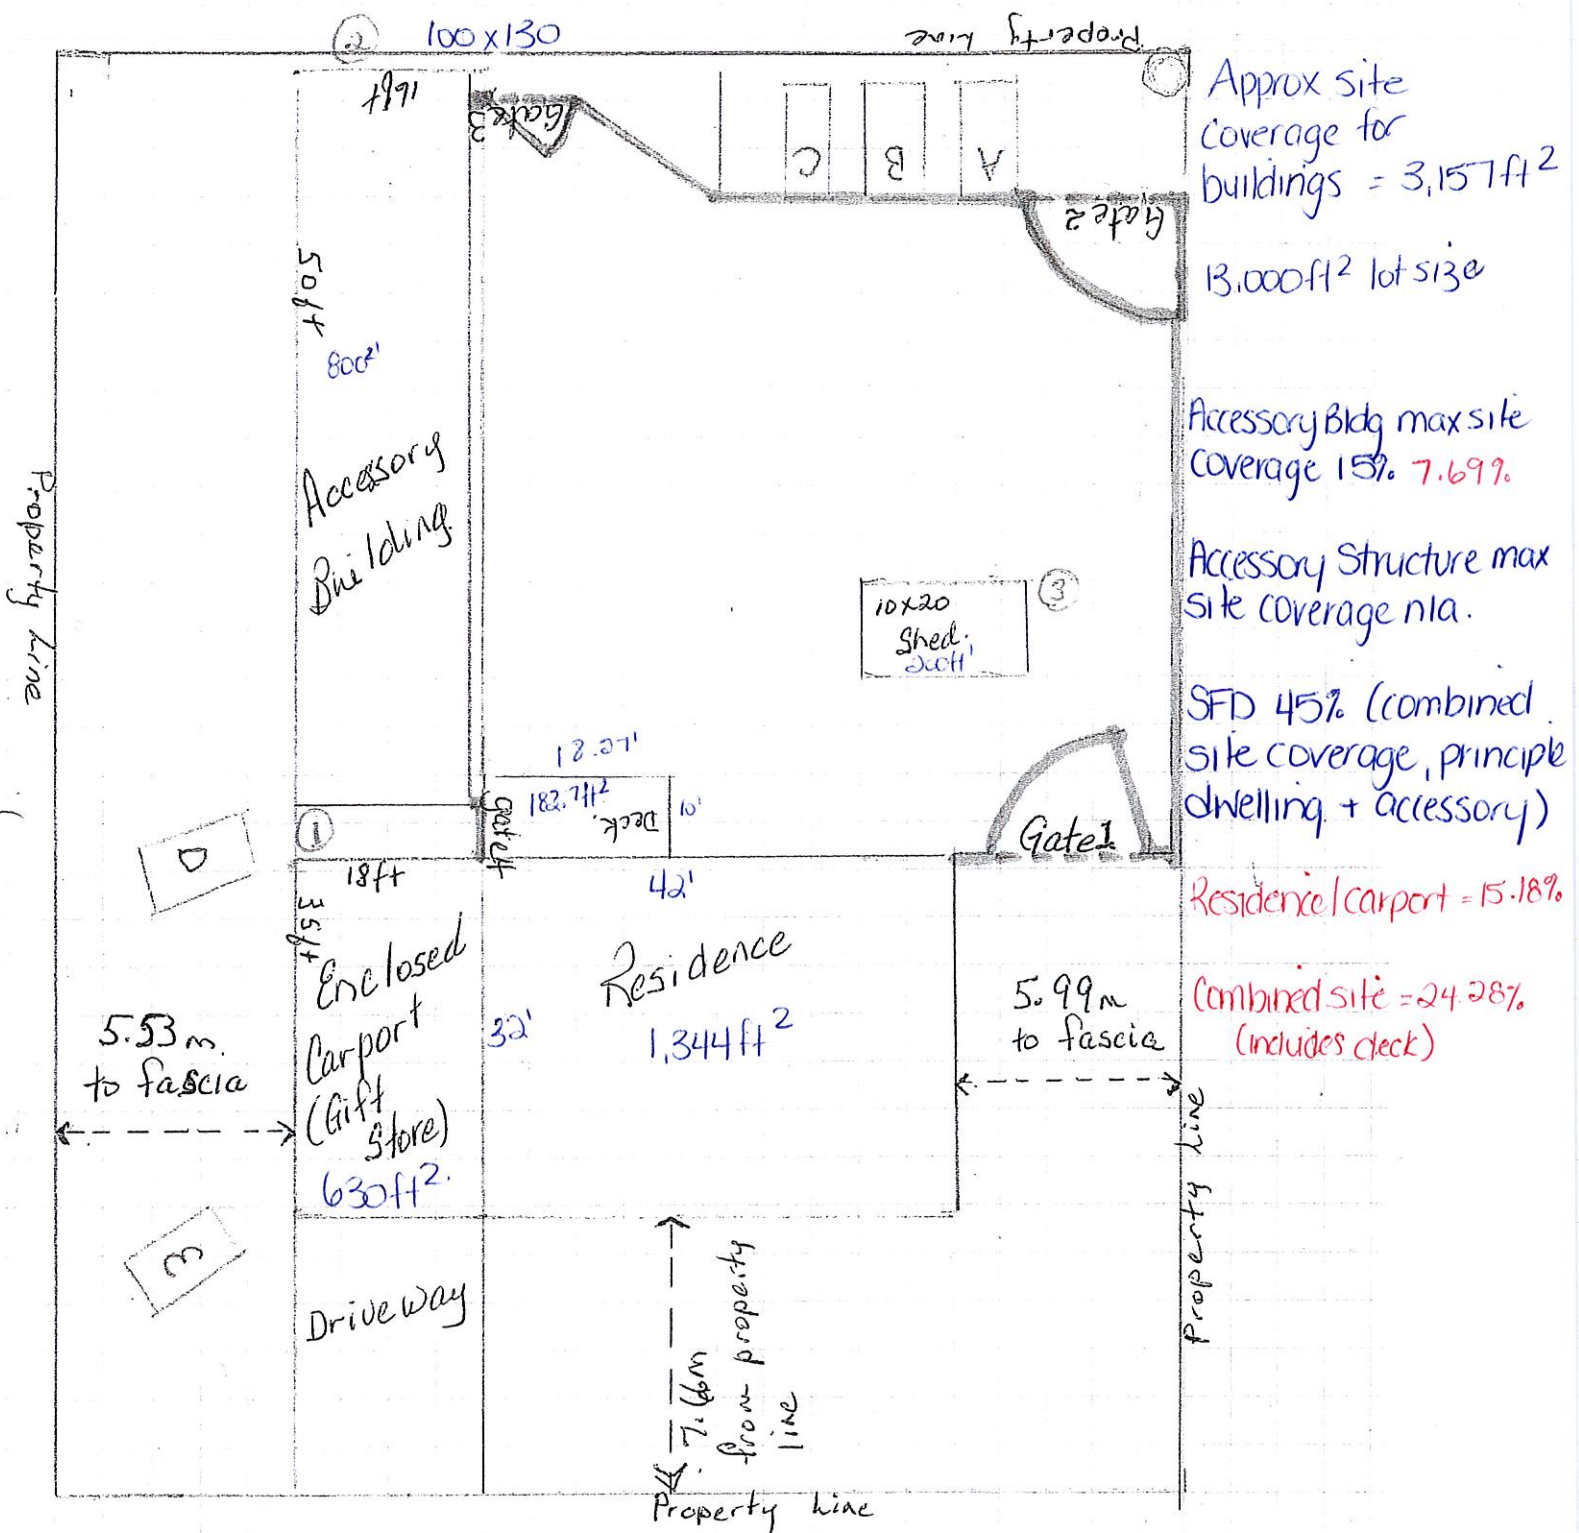 ② 100x130
Property Line
16ft
Gate 3
C
B
A
Gate 2
Approx site
coverage for
buildings = 3,157ft²
13,000ft² lot size
50ft
800²'
Accessory
Building
Property Line
Accessory Bldg max site
coverage 15% 7.69%
Accessory Structure max
site coverage n/a.
10x20
Shed.
200ft'
③
SFD 45% (combined
site coverage, principle
dwelling + accessory)
18.27'
182.7ft²
Deck
10'
gate 4
①
D
18ft
42'
Gate 1
Residence/carport = 15.18%
35ft
Enclosed
Carport
(Gift
Store)
630ft².
Residence
1,344ft²
32'
5.53m.
to fascia
5.99m
to fascia
Combined site = 24.28%
(includes deck)
Property Line
E
Driveway
7.66m
from property
line
Property Line